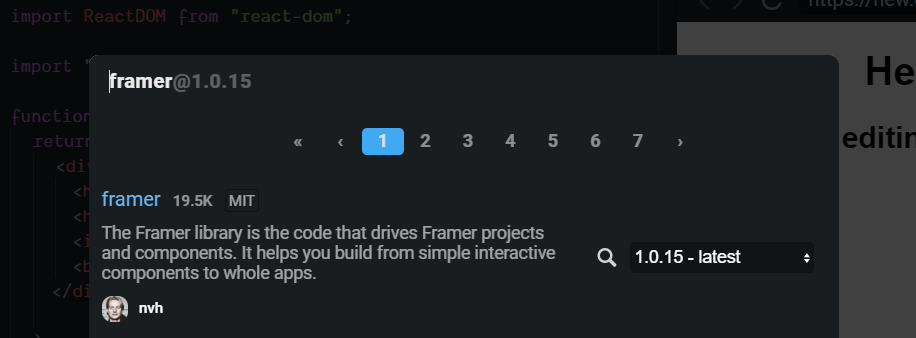 import ReactDOM from "react-dom";
https://new.
import "
framer@1.0.15
He
function
« ‹ 1 2 3 4 5 6 7 ›
return
editin
<div
framer 19.5K MIT
<h
<h
The Framer library is the code that drives Framer projects
and components. It helps you build from simple interactive
components to whole apps.
1.0.15 - latest
<i
<b
</di
nvh